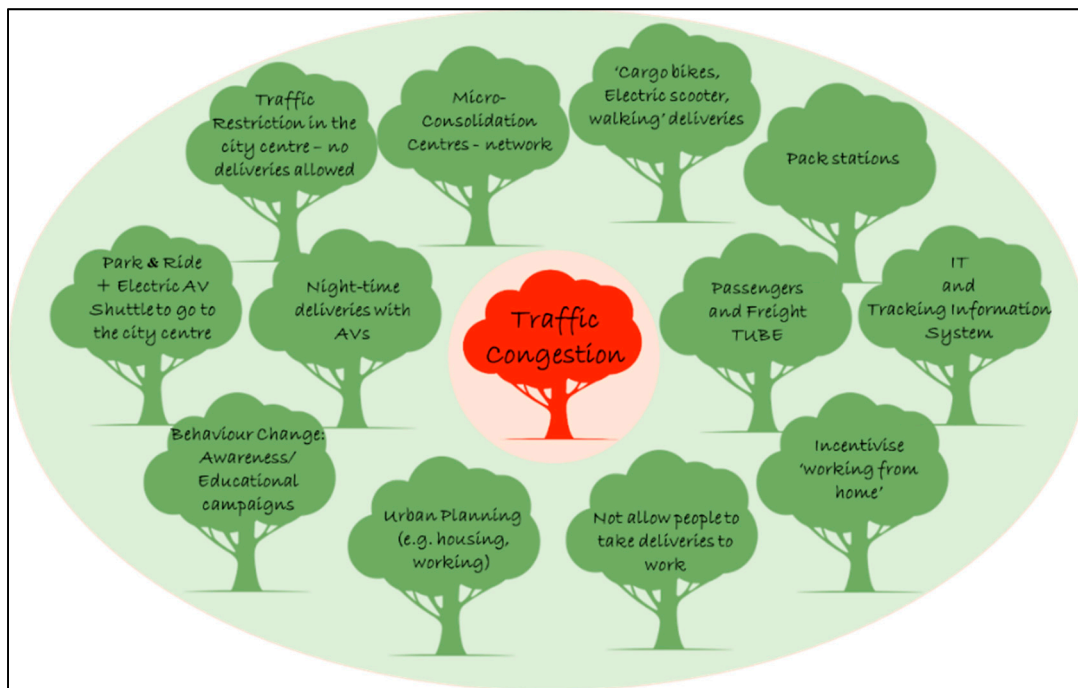 Traffic
Restriction in the
city centre – no
deliveries allowed
Micro-
Consolidation
Centres - network
‘Cargo bikes,
Electric scooter,
walking’ deliveries
Pack stations
Park & Ride
+ Electric AV
Shuttle to go to
the city centre
Night-time
deliveries with
AVs
Traffic
Congestion
Passengers
and Freight
TUBE
IT
and
Tracking Information
System
Behaviour Change:
Awareness/
Educational
campaigns
Urban Planning
(e.g. housing,
working)
Not allow people to
take deliveries to
work
Incentivise
‘working from
home’